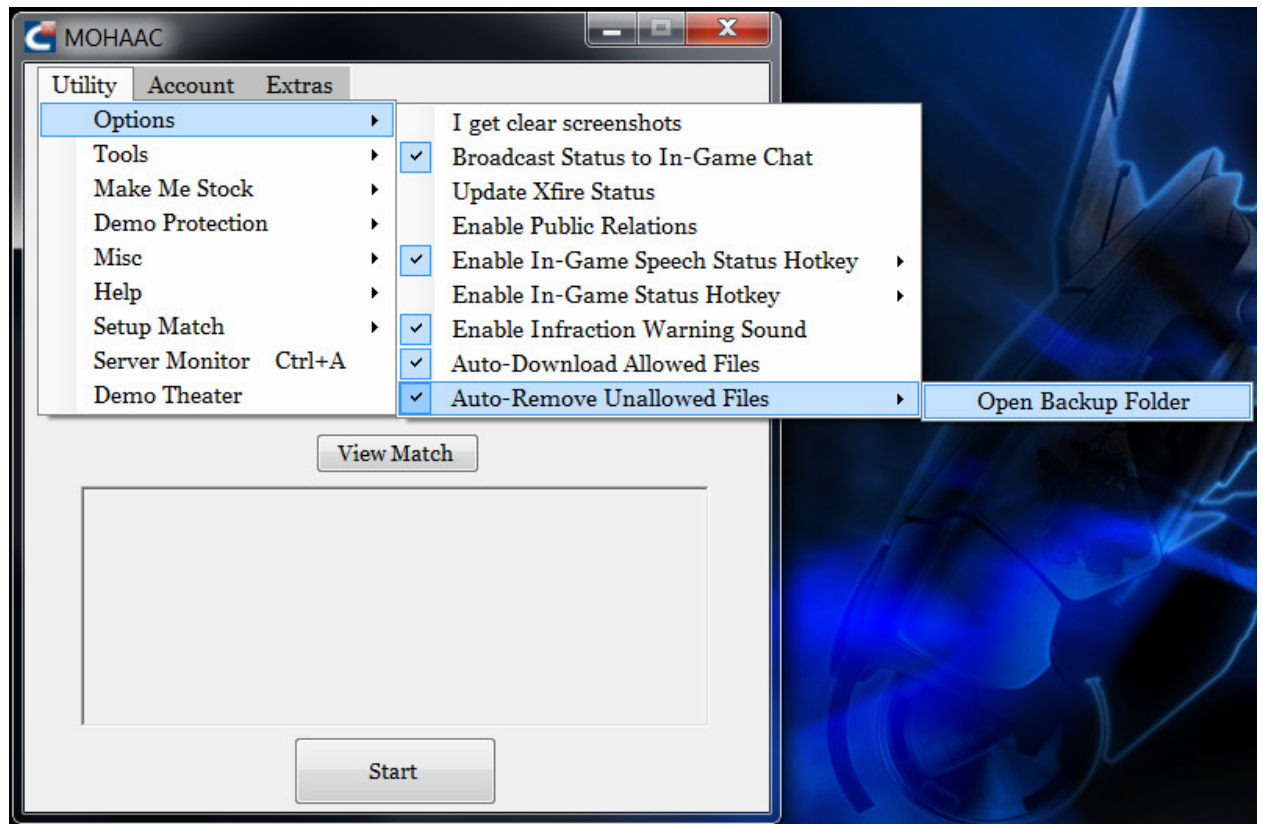 MOHAAC
Utility Account Extras
Options
Tools
Make Me Stock
Demo Protection
Misc
Help
Setup Match
Server Monitor Ctrl+A
Demo Theater
I get clear screenshots
Broadcast Status to In-Game Chat
Update Xfire Status
Enable Public Relations
Enable In-Game Speech Status Hotkey
Enable In-Game Status Hotkey
Enable Infraction Warning Sound
Auto-Download Allowed Files
Auto-Remove Unallowed Files
Open Backup Folder
View Match
Start